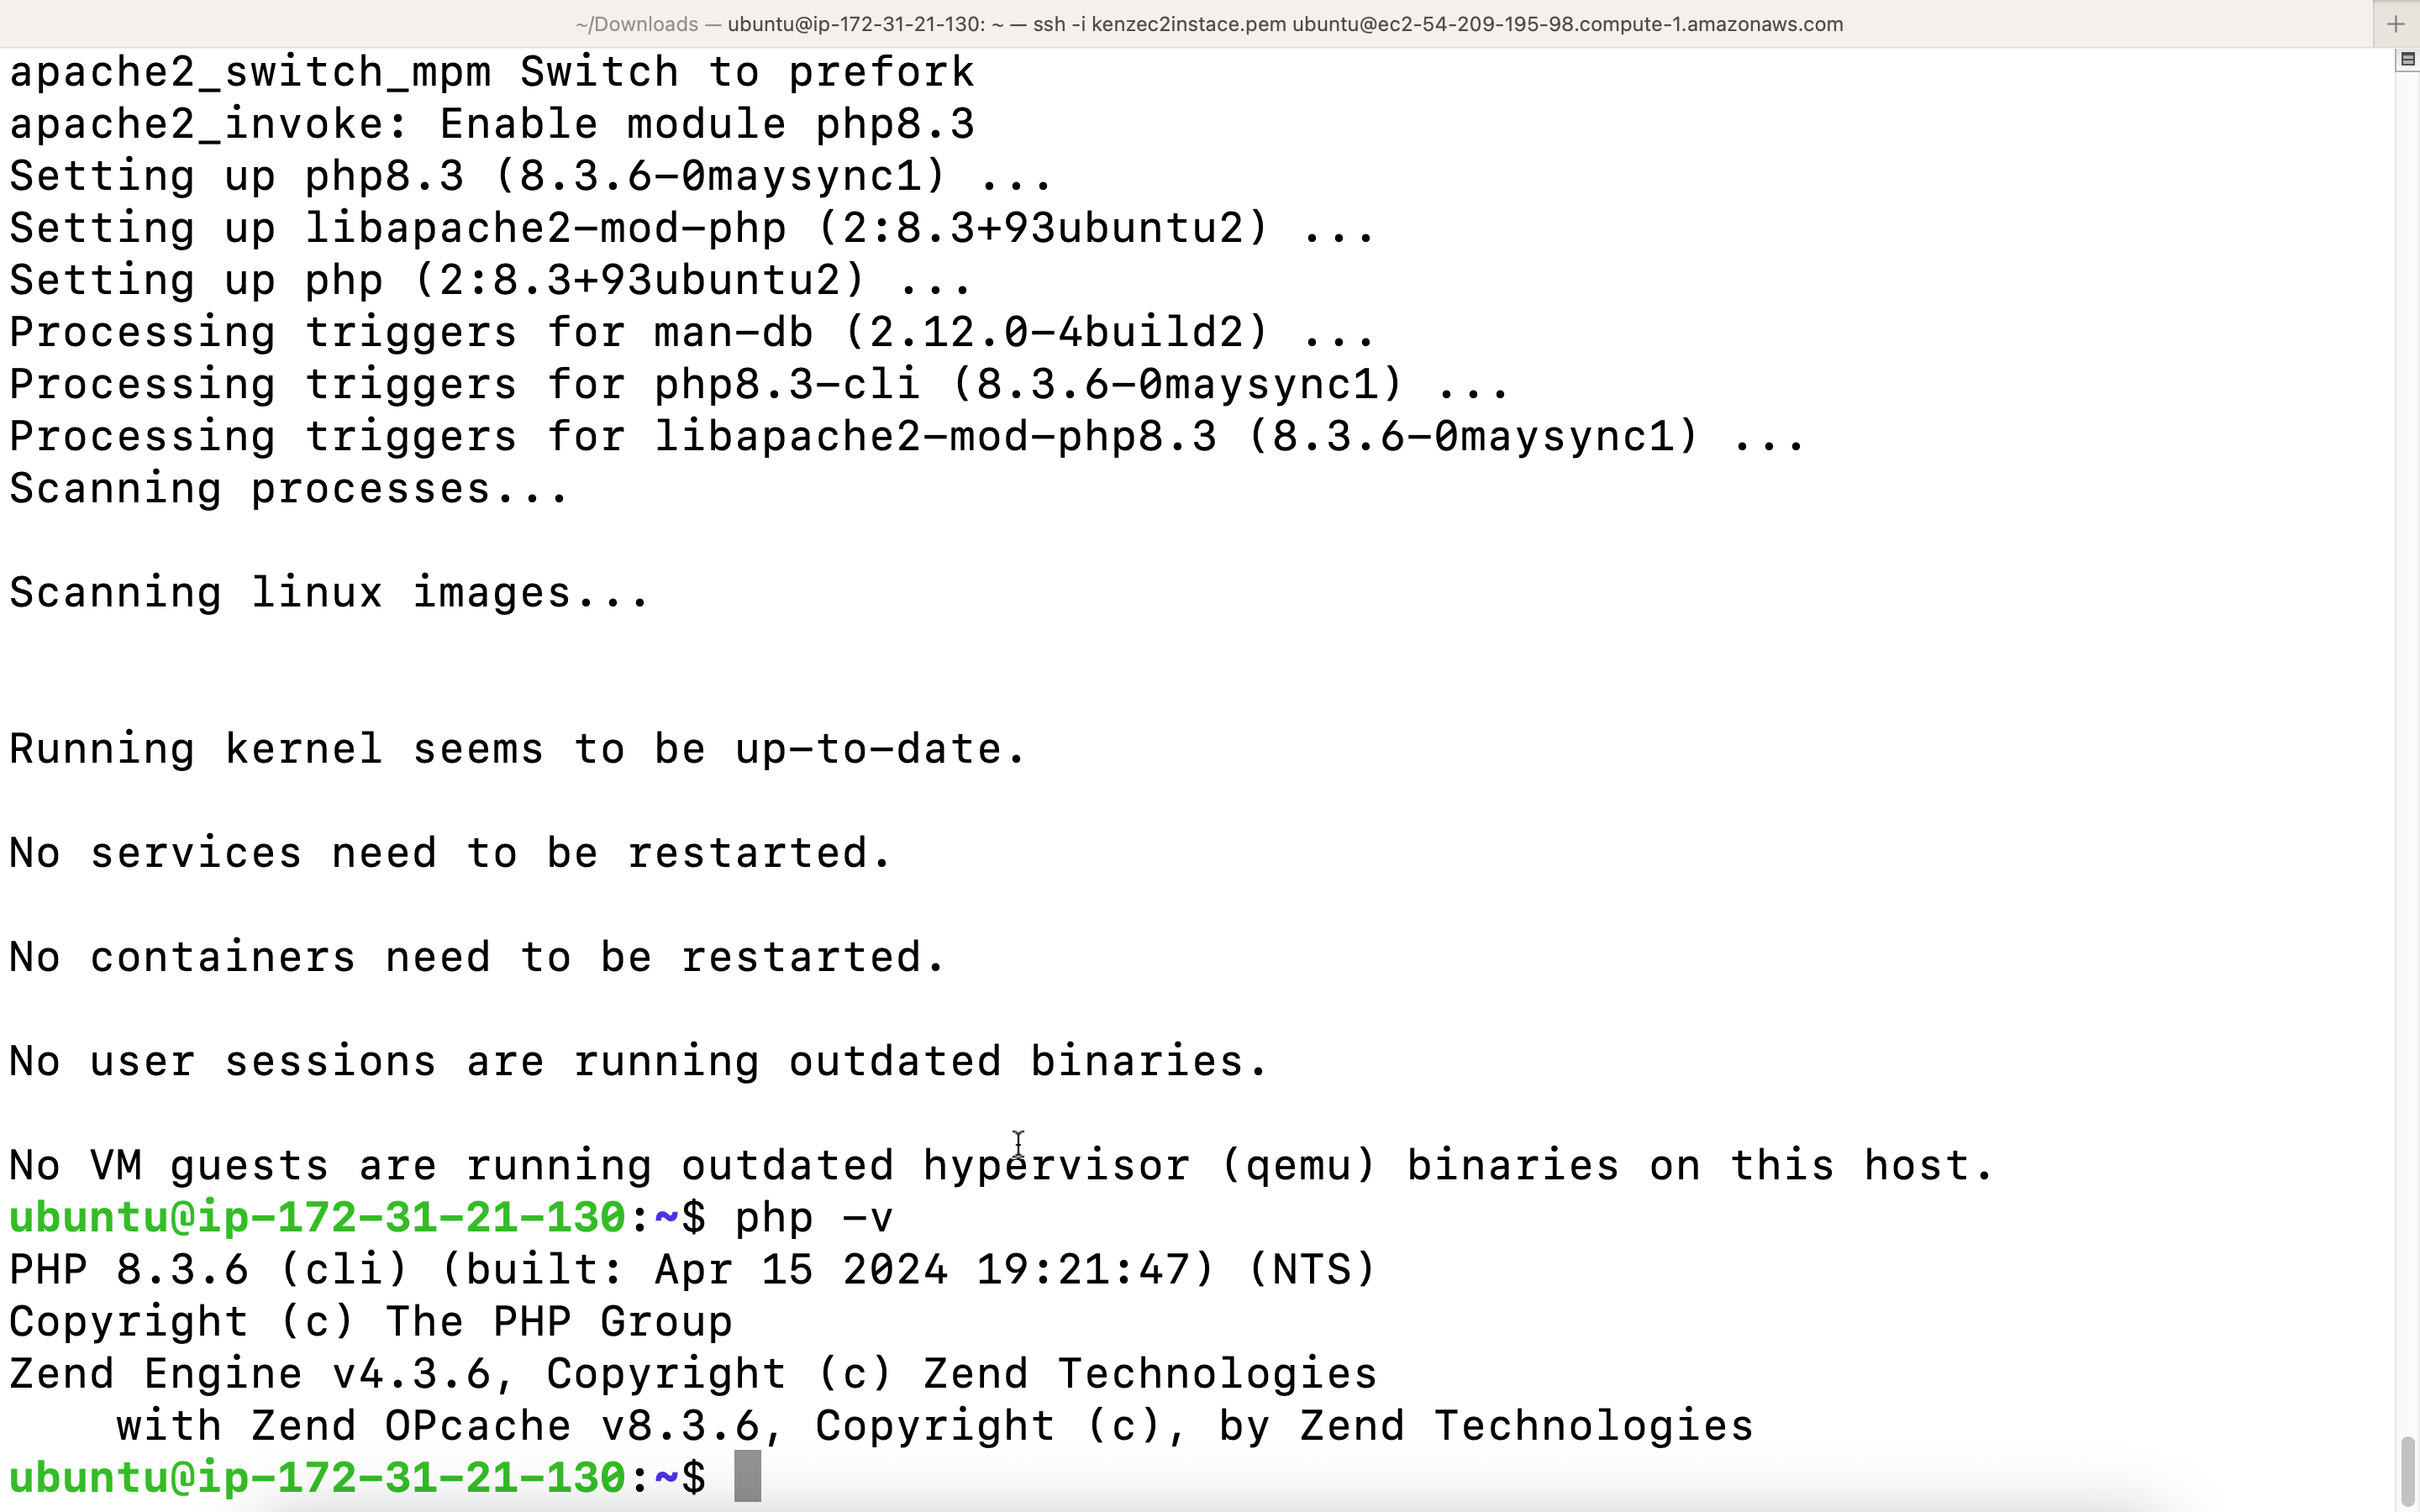 ~/Downloads — ubuntu@ip-172-31-21-130: ~ — ssh -i kenzec2instace.pem ubuntu@ec2-54-209-195-98.compute-1.amazonaws.com
apache2_switch_mpm Switch to prefork
apache2_invoke: Enable module php8.3
Setting up php8.3 (8.3.6-0maysync1) ...
Setting up libapache2-mod-php (2:8.3+93ubuntu2) ...
Setting up php (2:8.3+93ubuntu2) ...
Processing triggers for man-db (2.12.0-4build2) ...
Processing triggers for php8.3-cli (8.3.6-0maysync1) ...
Processing triggers for libapache2-mod-php8.3 (8.3.6-0maysync1) ...
Scanning processes...
Scanning linux images...
Running kernel seems to be up-to-date.
No services need to be restarted.
No containers need to be restarted.
No user sessions are running outdated binaries.
No VM guests are running outdated hypervisor (qemu) binaries on this host.
ubuntu@ip-172-31-21-130:~$ php -v
PHP 8.3.6 (cli) (built: Apr 15 2024 19:21:47) (NTS)
Copyright (c) The PHP Group
Zend Engine v4.3.6, Copyright (c) Zend Technologies
    with Zend OPcache v8.3.6, Copyright (c), by Zend Technologies
ubuntu@ip-172-31-21-130:~$